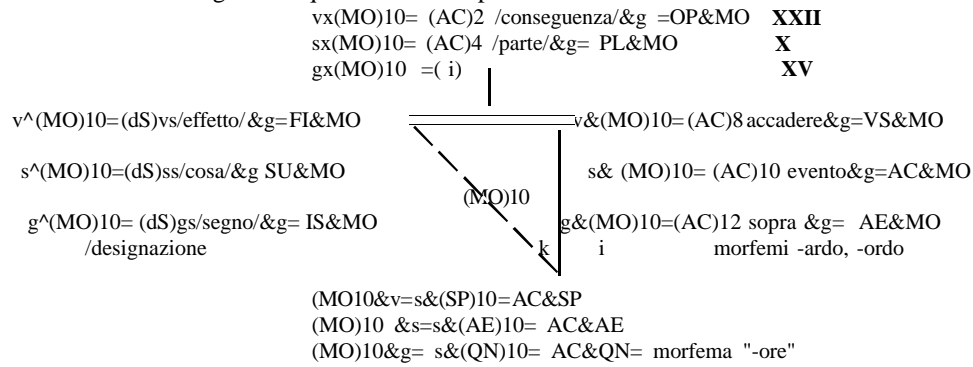 vx(MO)10= (AC)2 /conseguenza/&g =OP&MO XXII
sx(MO)10= (AC)4 /parte/&g= PL&MO X
gx(MO)10 =( i) XV
v^(MO)10=(dS)vs/effetto/&g=FI&MO v&(MO)10=(AC)8 accadere&g=VS&MO
s^(MO)10=(dS)ss/cosa/&g SU&MO s& (MO)10= (AC)10 evento&g=AC&MO
(MO)10
g^(MO)10= (dS)gs/segno/&g= IS&MO g&(MO)10=(AC)12 sopra &g= AE&MO
/designazione k i morfemi -ardo, -ordo
(MO10&v=s&(SP)10=AC&SP
(MO)10 &s=s&(AE)10= AC&AE
(MO)10&g= s&(QN)10= AC&QN= morfema "-ore"